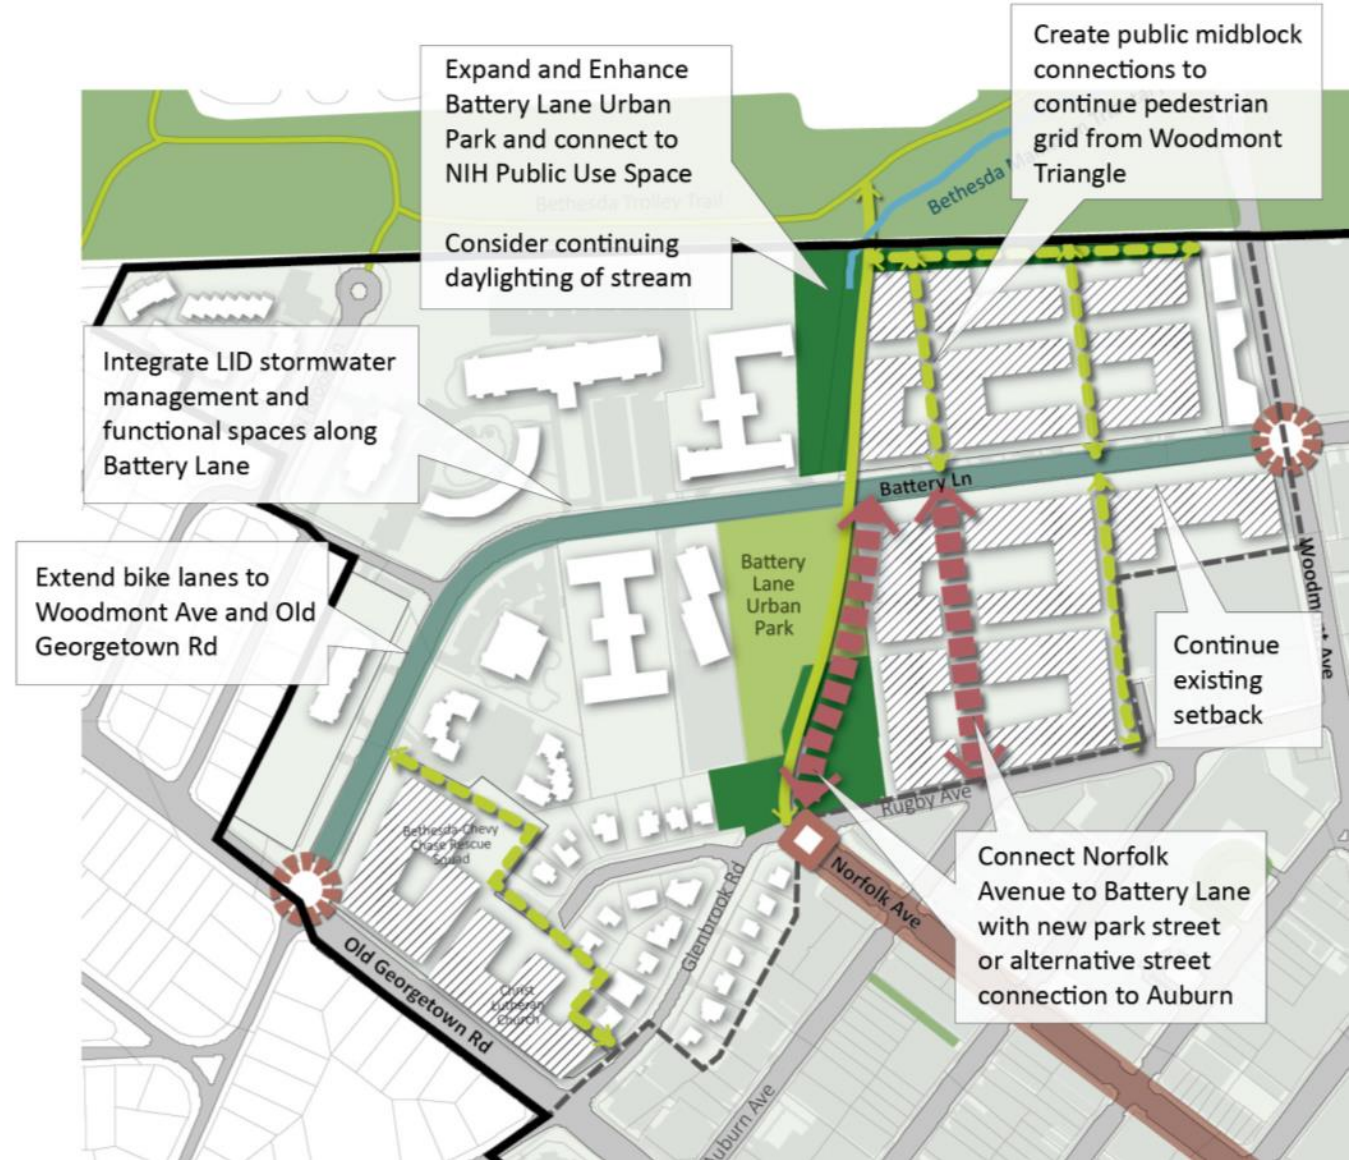 Create public midblock
connections to
continue pedestrian
grid from Woodmont
Triangle
Expand and Enhance
Battery Lane Urban
Park and connect to
NIH Public Use Space
Consider continuing
daylighting of stream
Bethesda Trolley Trail
Bethesda
Integrate LID stormwater
management and
functional spaces along
Battery Lane
Battery Ln
Extend bike lanes to
Woodmont Ave and Old
Georgetown Rd
Battery
Lane
Urban
Park
Ave
Continue
existing
setback
Rugby Ave
Bethesda-Chevy
Chase Rescue
Squad
Connect Norfolk
Avenue to Battery Lane
with new park street
or alternative street
connection to Auburn
Norfolk Ave
Glenbrook Rd
Old Georgetown Rd
Christ
Lutheran
Church
Auburn Ave